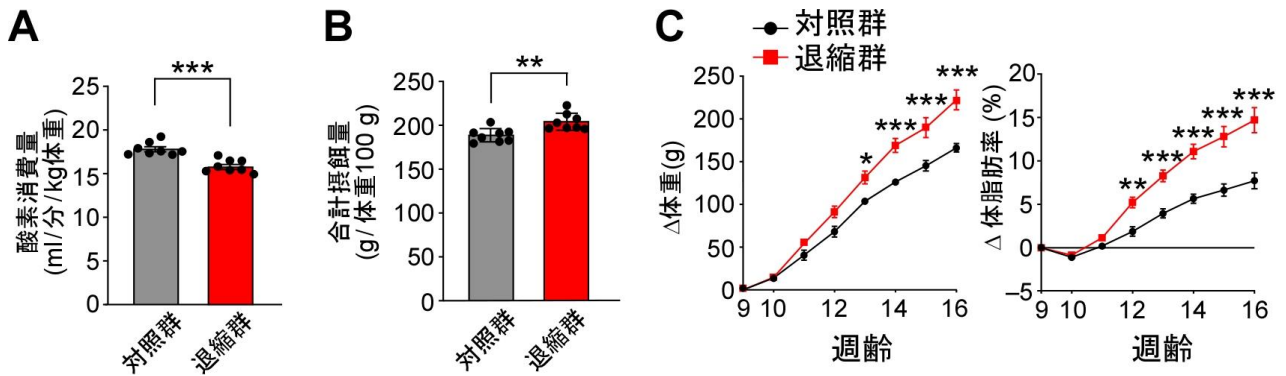 A
酸素消費量
(ml/分/kg体重)
25
20
15
10
5
0
***
対照群
退縮群
B
合計摂餌量
(g/体重100 g)
250
200
150
100
50
0
**
対照群
退縮群
C
対照群
退縮群
△体重(g)
250
200
150
100
50
0
*
***
***
***
9 10 12 14 16
週齢
△ 体脂肪率 (%)
20
15
10
5
0
−5
**
***
***
***
***
9 10 12 14 16
週齢